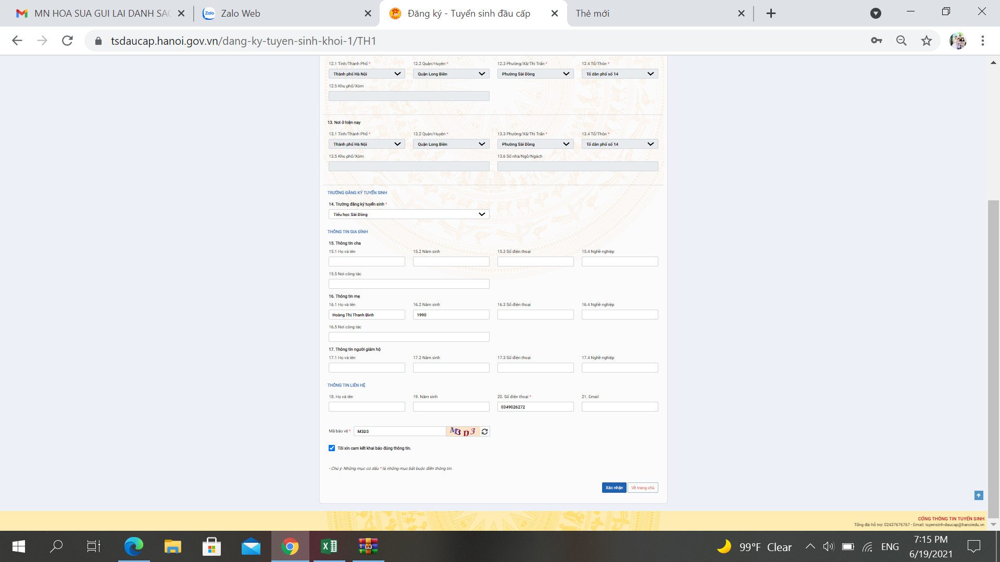 MN HOA SUA GUI LAI DANH SAC
Zalo Web
Đăng ký - Tuyển sinh đầu cấp
Thẻ mới
tsdaucap.hanoi.gov.vn/dang-ky-tuyen-sinh-khoi-1/TH1
12.1 Tỉnh/Thành Phố * 12.2 Quận/Huyện * 12.3 Phường/Xã/Thị Trấn * 12.4 Tổ/Thôn *
Thành phố Hà Nội Quận Long Biên Phường Sài Đồng Tổ dân phố số 14
12.5 Khu phố/Xóm
13. Nơi ở hiện nay
13.1 Tỉnh/Thành Phố * 13.2 Quận/Huyện * 13.3 Phường/Xã/Thị Trấn * 13.4 Tổ/Thôn *
Thành phố Hà Nội Quận Long Biên Phường Sài Đồng Tổ dân phố số 14
13.5 Khu phố/Xóm 13.6 Số nhà/Ngõ/Ngách
TRƯỜNG ĐĂNG KÝ TUYỂN SINH
14. Trường đăng ký tuyển sinh *
Tiểu học Sài Đồng
THÔNG TIN GIA ĐÌNH
15. Thông tin cha
15.1 Họ và tên 15.2 Năm sinh 15.3 Số điện thoại 15.4 Nghề nghiệp
15.5 Nơi công tác
16. Thông tin mẹ
16.1 Họ và tên 16.2 Năm sinh 16.3 Số điện thoại 16.4 Nghề nghiệp
Hoàng Thị Thanh Bình 1990
16.5 Nơi công tác
17. Thông tin người giám hộ
17.1 Họ và tên 17.2 Năm sinh 17.3 Số điện thoại 17.4 Nghề nghiệp
THÔNG TIN LIÊN HỆ
18. Họ và tên 19. Năm sinh 20. Số điện thoại * 21. Email
0349026272
Mã bảo vệ * M3D3 M3D3
Tôi xin cam kết khai báo đúng thông tin.
- Chú ý: Những mục có dấu * là những mục bắt buộc điền thông tin.
Xác nhận Về trang chủ
CỔNG THÔNG TIN TUYỂN SINH
Tổng đài hỗ trợ: 02437676767 - Email: tuyensinh-daucap@hanoiedu.vn
99°F Clear ENG 7:15 PM
6/19/2021